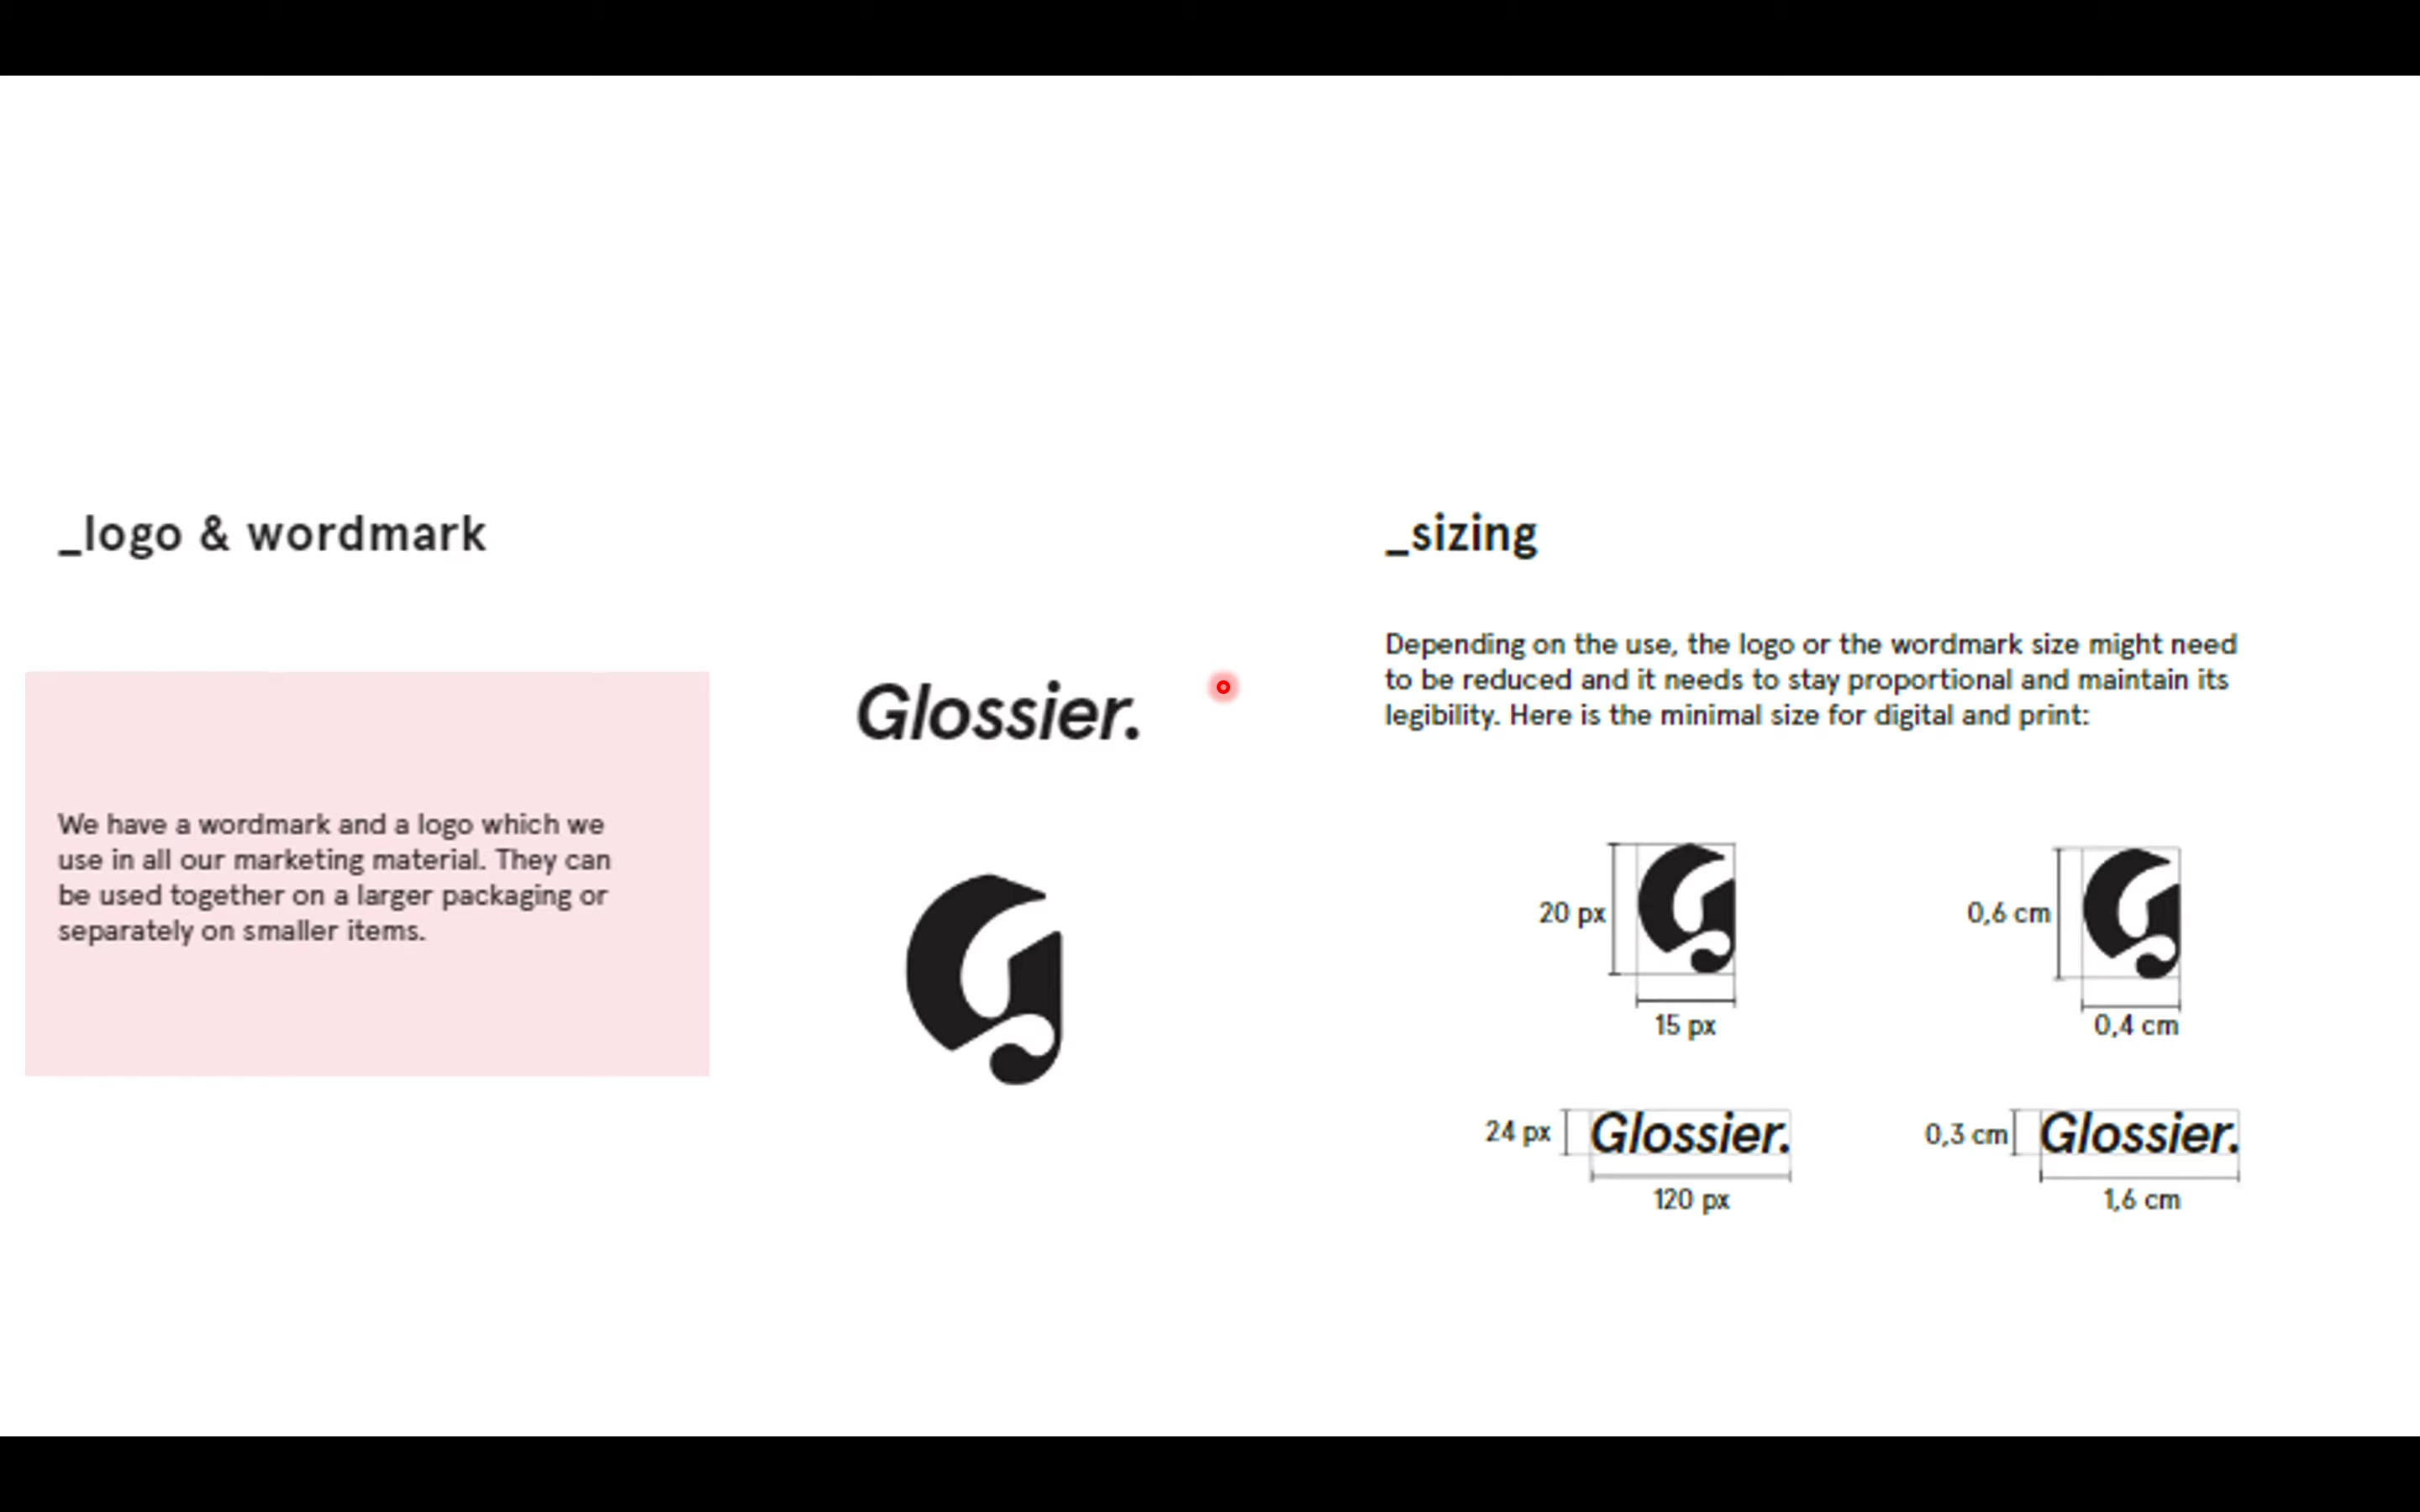 _logo & wordmark
We have a wordmark and a logo which we
use in all our marketing material. They can
be used together on a larger packaging or
separately on smaller items.
Glossier.
G
_sizing
Depending on the use, the logo or the wordmark size might need
to be reduced and it needs to stay proportional and maintain its
legibility. Here is the minimal size for digital and print:
20 px
G
15 px
0,6 cm
G
0,4 cm
24 px
Glossier.
120 px
0,3 cm
Glossier.
1,6 cm